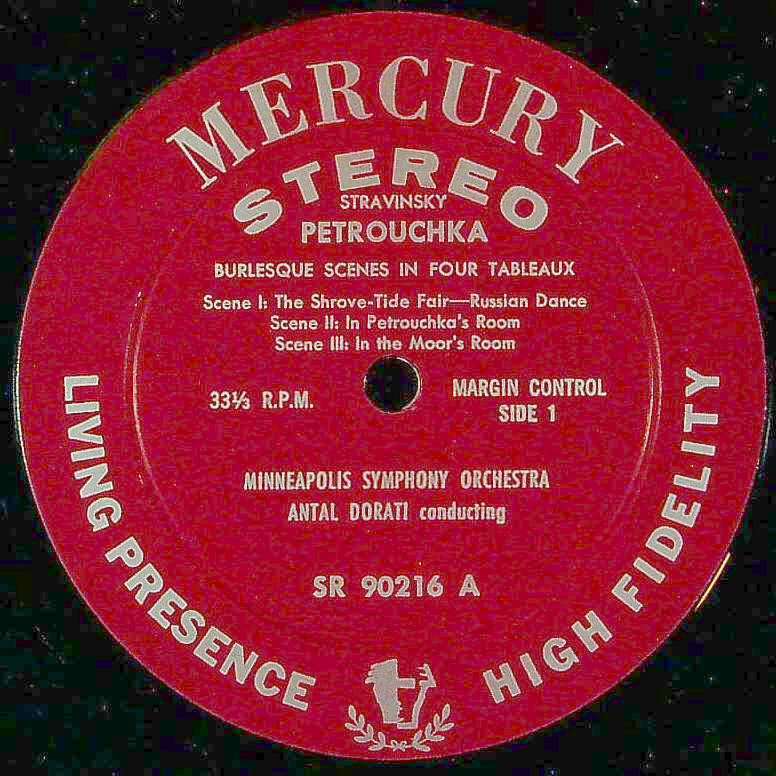 MERCURY
STEREO
STRAVINSKY
PETROUCHKA
BURLESQUE SCENES IN FOUR TABLEAUX
Scene I: The Shrove-Tide Fair—Russian Dance
Scene II: In Petrouchka's Room
Scene III: In the Moor's Room
33⅓ R.P.M.
MARGIN CONTROL
SIDE 1
MINNEAPOLIS SYMPHONY ORCHESTRA
ANTAL DORATI conducting
SR 90216 A
LIVING PRESENCE
HIGH FIDELITY